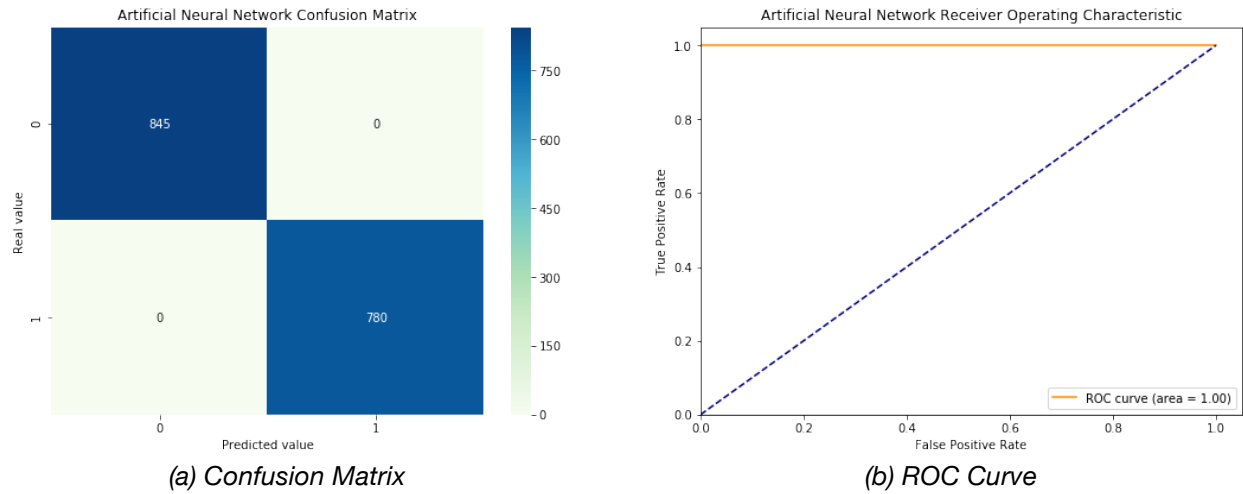 Artificial Neural Network Confusion Matrix
845
0
0
780
0
1
Real value
0
1
Predicted value
750
600
450
300
150
0
(a) Confusion Matrix
Artificial Neural Network Receiver Operating Characteristic
1.0
0.8
0.6
0.4
0.2
0.0
True Positive Rate
0.0
0.2
0.4
0.6
0.8
1.0
False Positive Rate
ROC curve (area = 1.00)
(b) ROC Curve